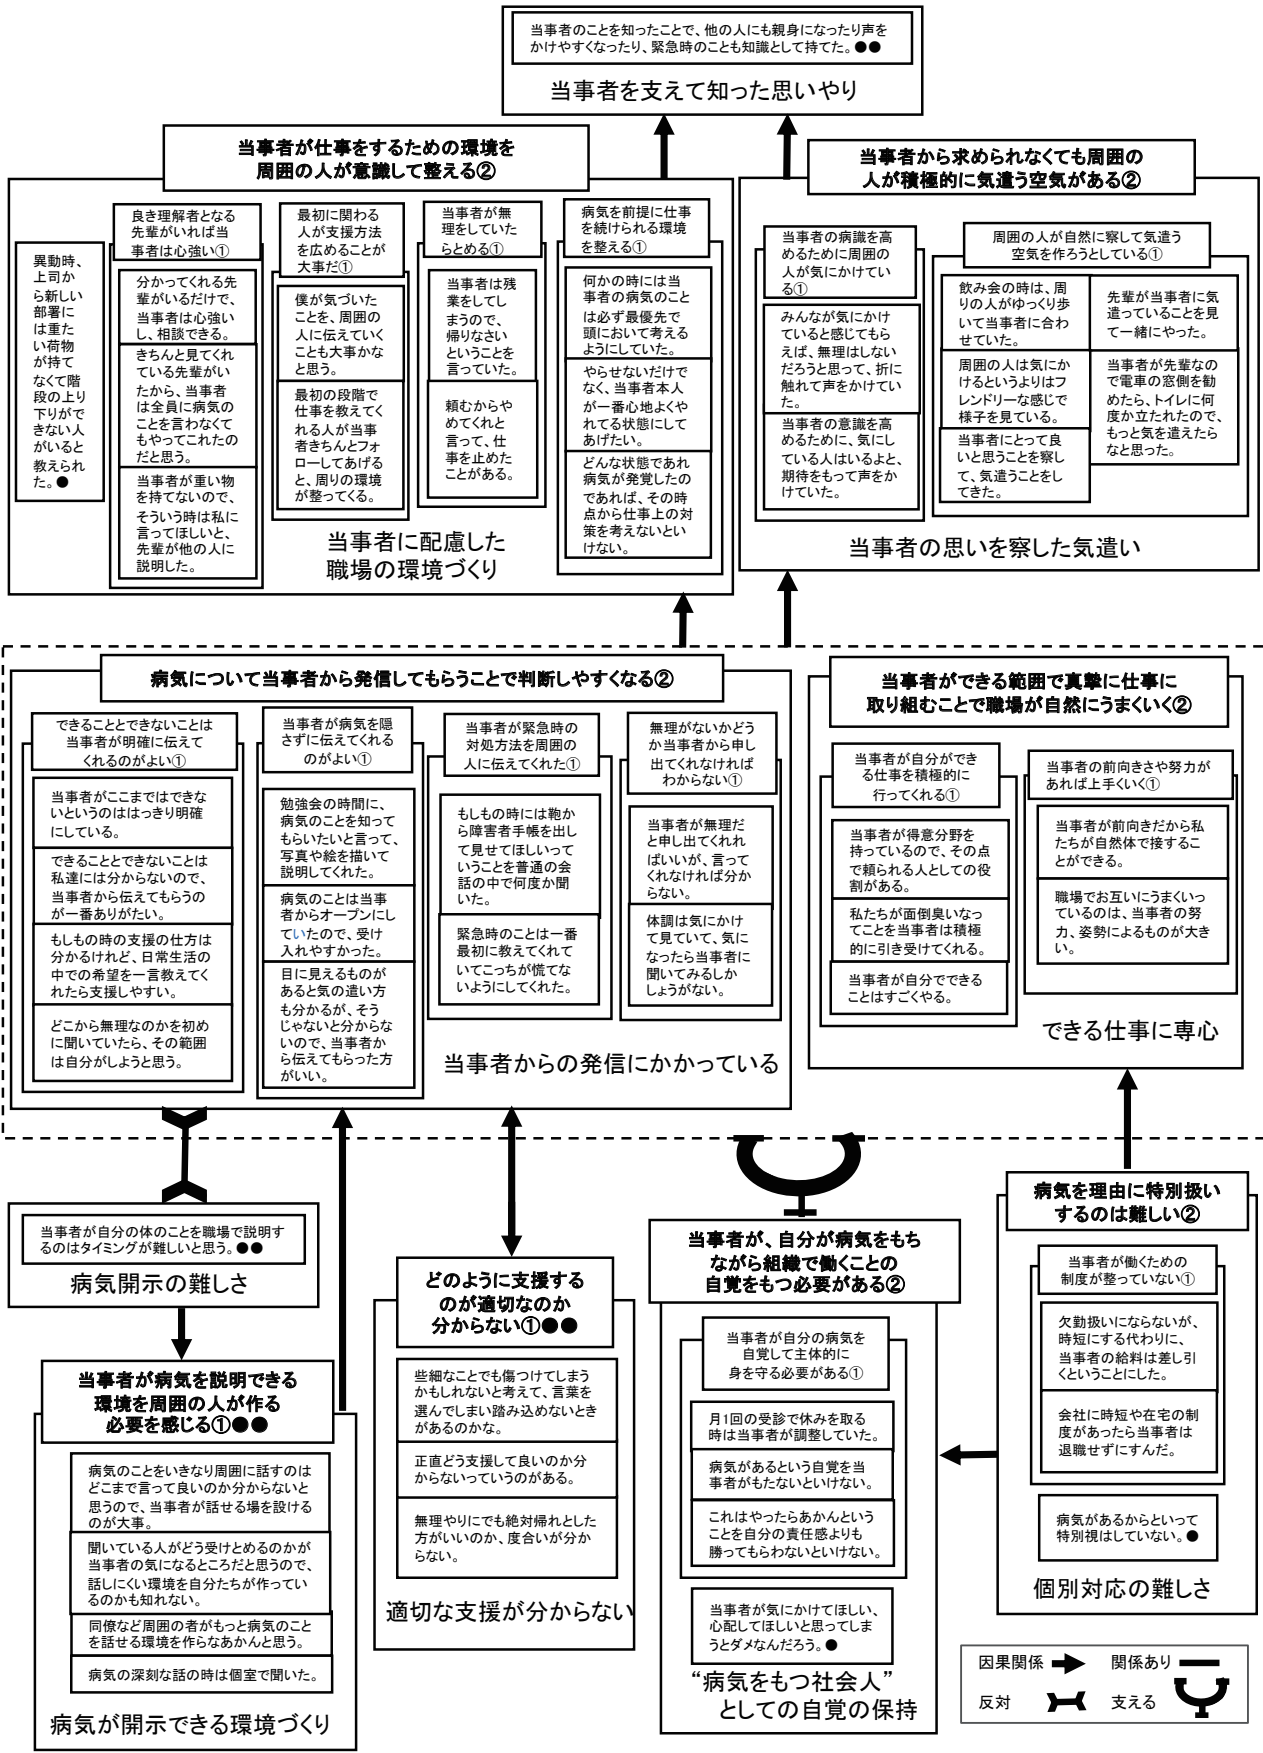 当事者のことを知ったことで、他の人にも親身になったり声を
かけやすくなったり、緊急時のことも知識として持てた。●●
当事者を支えて知った思いやり
当事者が仕事をするための環境を
周囲の人が意識して整える②
異動時、
上司か
ら新しい
部署に
は重た
い荷物
が持て
なくて階
段の上り
下りがで
きない人
がいると
教えられ
た。●
良き理解者となる
先輩がいれば当
事者は心強い①
分かってくれる先
輩がいるだけで、
当事者は心強い
し、相談できる。
きちんと見てくれ
ている先輩がい
たから、当事者
は全員に病気の
ことを言わなくて
もやってこれたの
だと思う。
当事者が重い物
を持てないので、
そういう時は私に
言ってほしいと、
先輩が他の人に
説明した。
最初に関わる
人が支援方法
を広めることが
大事だ①
僕が気づいた
ことを、周囲の
人に伝えていく
ことも大事かな
と思う。
最初の段階で
仕事を教えてく
れる人が当事
者きちんとフォ
ローしてあげる
と、周りの環境
が整ってくる。
当事者が無
理をしていた
らとめる①
当事者は残
業をしてし
まうので、
帰りなさい
ということを
言っていた。
頼むからや
めてくれと
言って、仕
事を止めた
ことがある。
病気を前提に仕事
を続けられる環境
を整える①
何かの時には当
事者の病気のこと
は必ず最優先で
頭において考える
ようにしていた。
やらせないだけで
なく、当事者本人
が一番心地よくや
れてる状態にして
あげたい。
どんな状態であれ
病気が発覚したの
であれば、その時
点から仕事上の対
策を考えないとい
けない。
当事者に配慮した
職場の環境づくり
当事者から求められなくても周囲の
人が積極的に気遣う空気がある②
当事者の病識を高
めるために周囲の
人が気にかけてい
る①
みんなが気にかけ
ていると感じてもら
えば、無理はしない
だろうと思って、折に
触れて声をかけてい
た。
当事者の意識を高
めるために、気にし
ている人はいるよと、
期待をもって声をか
けていた。
周囲の人が自然に察して気遣う
空気を作ろうとしている①
飲み会の時は、周
りの人がゆっくり歩
いて当事者に合わ
せていた。
周囲の人は気にか
けるというよりはフ
レンドリーな感じで
様子を見ている。
当事者にとって良
いと思うことを察し
て、気遣うことをし
てきた。
先輩が当事者に気
遣っていることを見
て一緒にやった。
当事者が先輩なの
で電車の窓側を勧
めたら、トイレに何
度か立たれたので、
もっと気を遣えたら
なと思った。
当事者の思いを察した気遣い
病気について当事者から発信してもらうことで判断しやすくなる②
できることとできないことは
当事者が明確に伝えて
くれるのがよい①
当事者がここまではできな
いというのははっきり明確
にしている。
できることとできないことは
私達には分からないので、
当事者から伝えてもらうの
が一番ありがたい。
もしもの時の支援の仕方は
分かるけれど、日常生活の
中での希望を一言教えてく
れたら支援しやすい。
どこから無理なのかを初め
に聞いていたら、その範囲
は自分がしようと思う。
当事者が病気を隠
さずに伝えてくれる
のがよい①
勉強会の時間に、
病気のことを知って
もらいたいと言って、
写真や絵を描いて
説明してくれた。
病気のことは当事
者からオープンにし
ていたので、受け
入れやすかった。
目に見えるものが
あると気の遣い方
も分かるが、そう
じゃないと分からな
いので、当事者か
ら伝えてもらった方
がいい。
当事者が緊急時の
対処方法を周囲の
人に伝えてくれた①
もしもの時には鞄か
ら障害者手帳を出し
て見せてほしいって
いうことを普通の会
話の中で何度か聞
いた。
緊急時のことは一番
最初に教えてくれて
いてこっちが慌てな
いようにしてくれた。
無理がないかどう
か当事者から申し
出てくれなければ
わからない①
当事者が無理だ
と申し出てくれれ
ばいいが、言って
くれなければ分か
らない。
体調は気にかけ
て見ていて、気に
なったら当事者に
聞いてみるしか
しょうがない。
当事者からの発信にかかっている
当事者ができる範囲で真摯に仕事に
取り組むことで職場が自然にうまくいく②
当事者が自分ができ
る仕事を積極的に
行ってくれる①
当事者が得意分野を
持っているので、その点
で頼られる人としての役
割がある。
私たちが面倒臭いなっ
てことを当事者は積極
的に引き受けてくれる。
当事者が自分でできる
ことはすごくやる。
当事者の前向きさや努力が
あれば上手くいく①
当事者が前向きだから私
たちが自然体で接するこ
とができる。
職場でお互いにうまくいっ
ているのは、当事者の努
力、姿勢によるものが大き
い。
できる仕事に専心
当事者が自分の体のことを職場で説明す
るのはタイミングが難しいと思う。●●
病気開示の難しさ
当事者が病気を説明できる
環境を周囲の人が作る
必要を感じる①●●
病気のことをいきなり周囲に話すのは
どこまで言って良いのか分からないと
思うので、当事者が話せる場を設ける
のが大事。
聞いている人がどう受けとめるのかが
当事者の気になるところだと思うので、
話しにくい環境を自分たちが作ってい
るのかも知れない。
同僚など周囲の者がもっと病気のこと
を話せる環境を作らなあかんと思う。
病気の深刻な話の時は個室で聞いた。
病気が開示できる環境づくり
どのように支援する
のが適切なのか
分からない①●●
些細なことでも傷つけてしまう
かもしれないと考えて、言葉を
選んでしまい踏み込めないとき
があるのかな。
正直どう支援して良いのか分
からないっていうのがある。
無理やりにでも絶対帰れとした
方がいいのか、度合いが分か
らない。
適切な支援が分からない
当事者が、自分が病気をもち
ながら組織で働くことの
自覚をもつ必要がある②
当事者が自分の病気を
自覚して主体的に
身を守る必要がある①
月1回の受診で休みを取る
時は当事者が調整していた。
病気があるという自覚を当
事者がもたないといけない。
これはやったらあかんという
ことを自分の責任感よりも
勝ってもらわないといけない。
当事者が気にかけてほしい、
心配してほしいと思ってしま
うとダメなんだろう。●
“病気をもつ社会人”
としての自覚の保持
病気を理由に特別扱い
するのは難しい②
当事者が働くための
制度が整っていない①
欠勤扱いにならないが、
時短にする代わりに、
当事者の給料は差し引
くということにした。
会社に時短や在宅の制
度があったら当事者は
退職せずにすんだ。
病気があるからといって
特別視はしていない。●
個別対応の難しさ
因果関係 関係あり
反対 支える